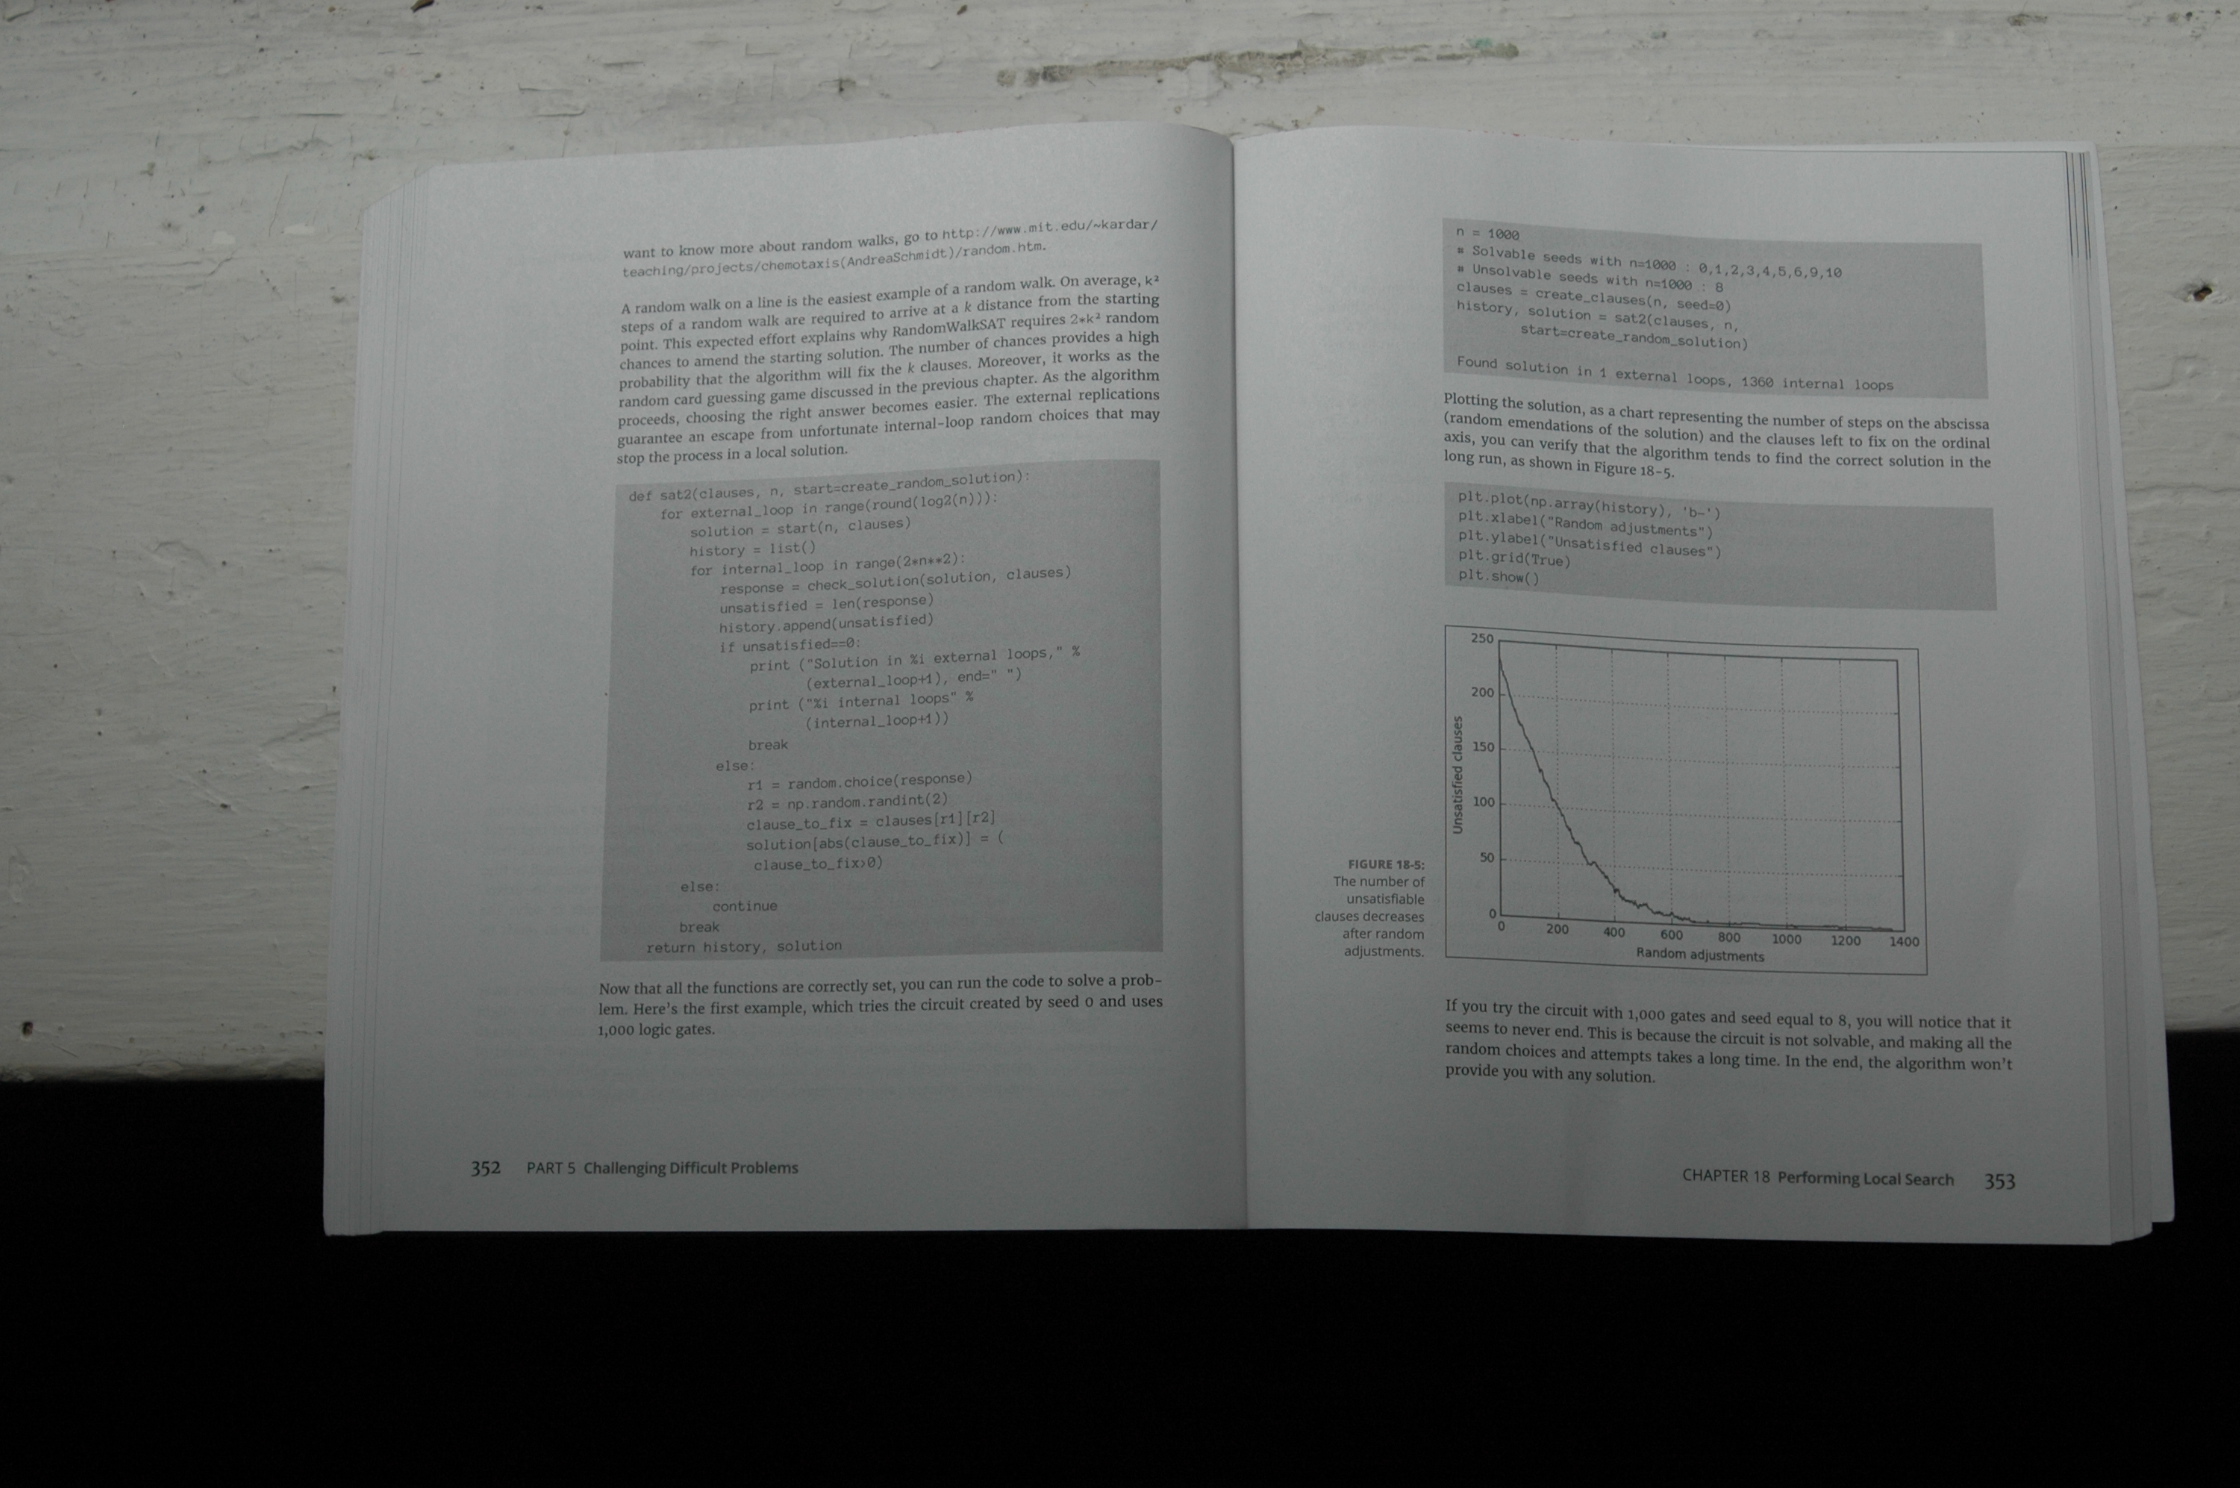 want to know more about random walks, go to http://www.mit.edu/~kardar/
teaching/projects/chemotaxis(AndreaSchmidt)/random.htm.
A random walk on a line is the easiest example of a random walk. On average, k²
steps of a random walk are required to arrive at a k distance from the starting
point. This expected effort explains why RandomWalkSAT requires 2*k² random
chances to amend the starting solution. The number of chances provides a high
probability that the algorithm will fix the k clauses. Moreover, it works as the
random card guessing game discussed in the previous chapter. As the algorithm
proceeds, choosing the right answer becomes easier. The external replications
guarantee an escape from unfortunate internal-loop random choices that may
stop the process in a local solution.
def sat2(clauses, n, start=create_random_solution):
    for external_loop in range(round(log2(n))):
        solution = start(n, clauses)
        history = list()
        for internal_loop in range(2*n**2):
            response = check_solution(solution, clauses)
            unsatisfied = len(response)
            history.append(unsatisfied)
            if unsatisfied==0:
                print ("Solution in %i external loops," %
                       (external_loop+1), end=" ")
                print ("%i internal loops" %
                       (internal_loop+1))
                break
            else:
                r1 = random.choice(response)
                r2 = np.random.randint(2)
                clause_to_fix = clauses[r1][r2]
                solution[abs(clause_to_fix)] = (
                 clause_to_fix>0)
        else:
            continue
        break
    return history, solution
Now that all the functions are correctly set, you can run the code to solve a prob-
lem. Here's the first example, which tries the circuit created by seed 0 and uses
1,000 logic gates.
352 PART 5 Challenging Difficult Problems
n = 1000
# Solvable seeds with n=1000 : 0,1,2,3,4,5,6,9,10
# Unsolvable seeds with n=1000 : 8
clauses = create_clauses(n, seed=0)
history, solution = sat2(clauses, n,
        start=create_random_solution)
Found solution in 1 external loops, 1360 internal loops
Plotting the solution, as a chart representing the number of steps on the abscissa
(random emendations of the solution) and the clauses left to fix on the ordinal
axis, you can verify that the algorithm tends to find the correct solution in the
long run, as shown in Figure 18-5.
plt.plot(np.array(history), 'b-')
plt.xlabel("Random adjustments")
plt.ylabel("Unsatisfied clauses")
plt.grid(True)
plt.show()
250
200
150
100
50
0
Unsatisfied clauses
0 200 400 600 800 1000 1200 1400
Random adjustments
FIGURE 18-5:
The number of
unsatisfiable
clauses decreases
after random
adjustments.
If you try the circuit with 1,000 gates and seed equal to 8, you will notice that it
seems to never end. This is because the circuit is not solvable, and making all the
random choices and attempts takes a long time. In the end, the algorithm won't
provide you with any solution.
CHAPTER 18 Performing Local Search 353